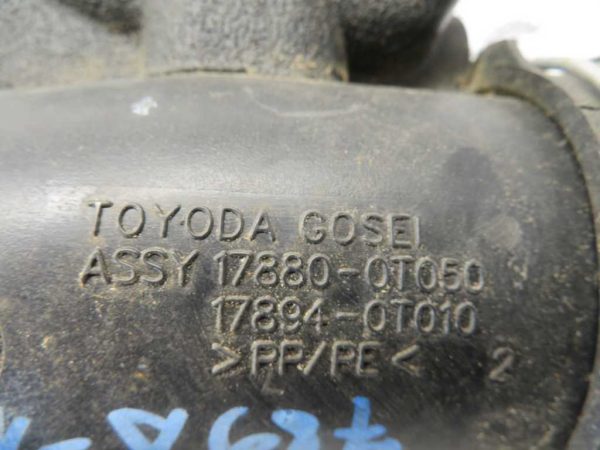 TOYODA GOSEI
ASSY 17880-0T050
17894-0T010
>PP/PE< 2